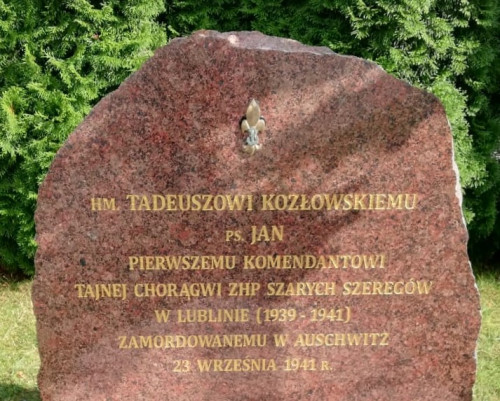 HM. TADEUSZOWI KOZŁOWSKIEMU
PS. JAN
PIERWSZEMU KOMENDANTOWI
TAJNEJ CHORĄGWI ZHP SZARYCH SZEREGÓW
W LUBLINIE (1939 - 1941)
ZAMORDOWANEMU W AUSCHWITZ
23 WRZEŚNIA 1941 R.